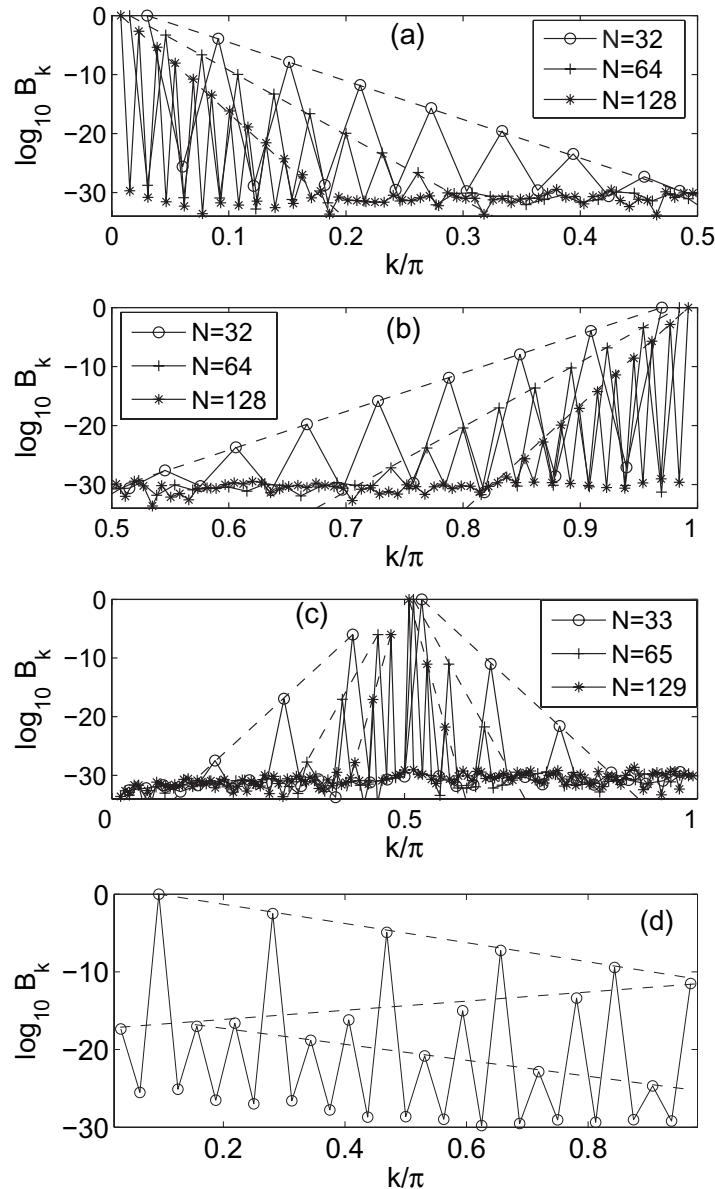 (a)
N=32
N=64
N=128
log₁₀ Bₖ
0
−10
−20
−30
0 0.1 0.2 0.3 0.4 0.5
k/π
(b)
N=32
N=64
N=128
log₁₀ Bₖ
0
−10
−20
−30
0.5 0.6 0.7 0.8 0.9 1
k/π
(c)
N=33
N=65
N=129
log₁₀ Bₖ
0
−10
−20
−30
0 0.5 1
k/π
(d)
log₁₀ Bₖ
0
−10
−20
−30
0.2 0.4 0.6 0.8
k/π